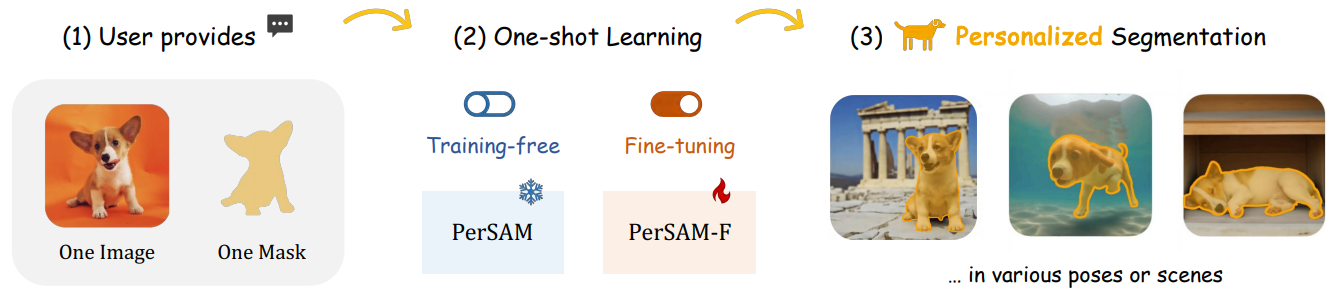 (1) User provides
(2) One-shot Learning
(3) Personalized Segmentation
Training-free
Fine-tuning
PerSAM
PerSAM-F
One Image
One Mask
... in various poses or scenes